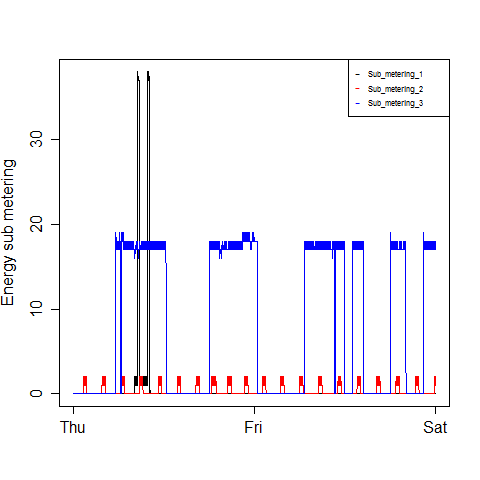 Sub_metering_1
Sub_metering_2
Sub_metering_3
Energy sub metering
30
20
10
0
Thu
Fri
Sat